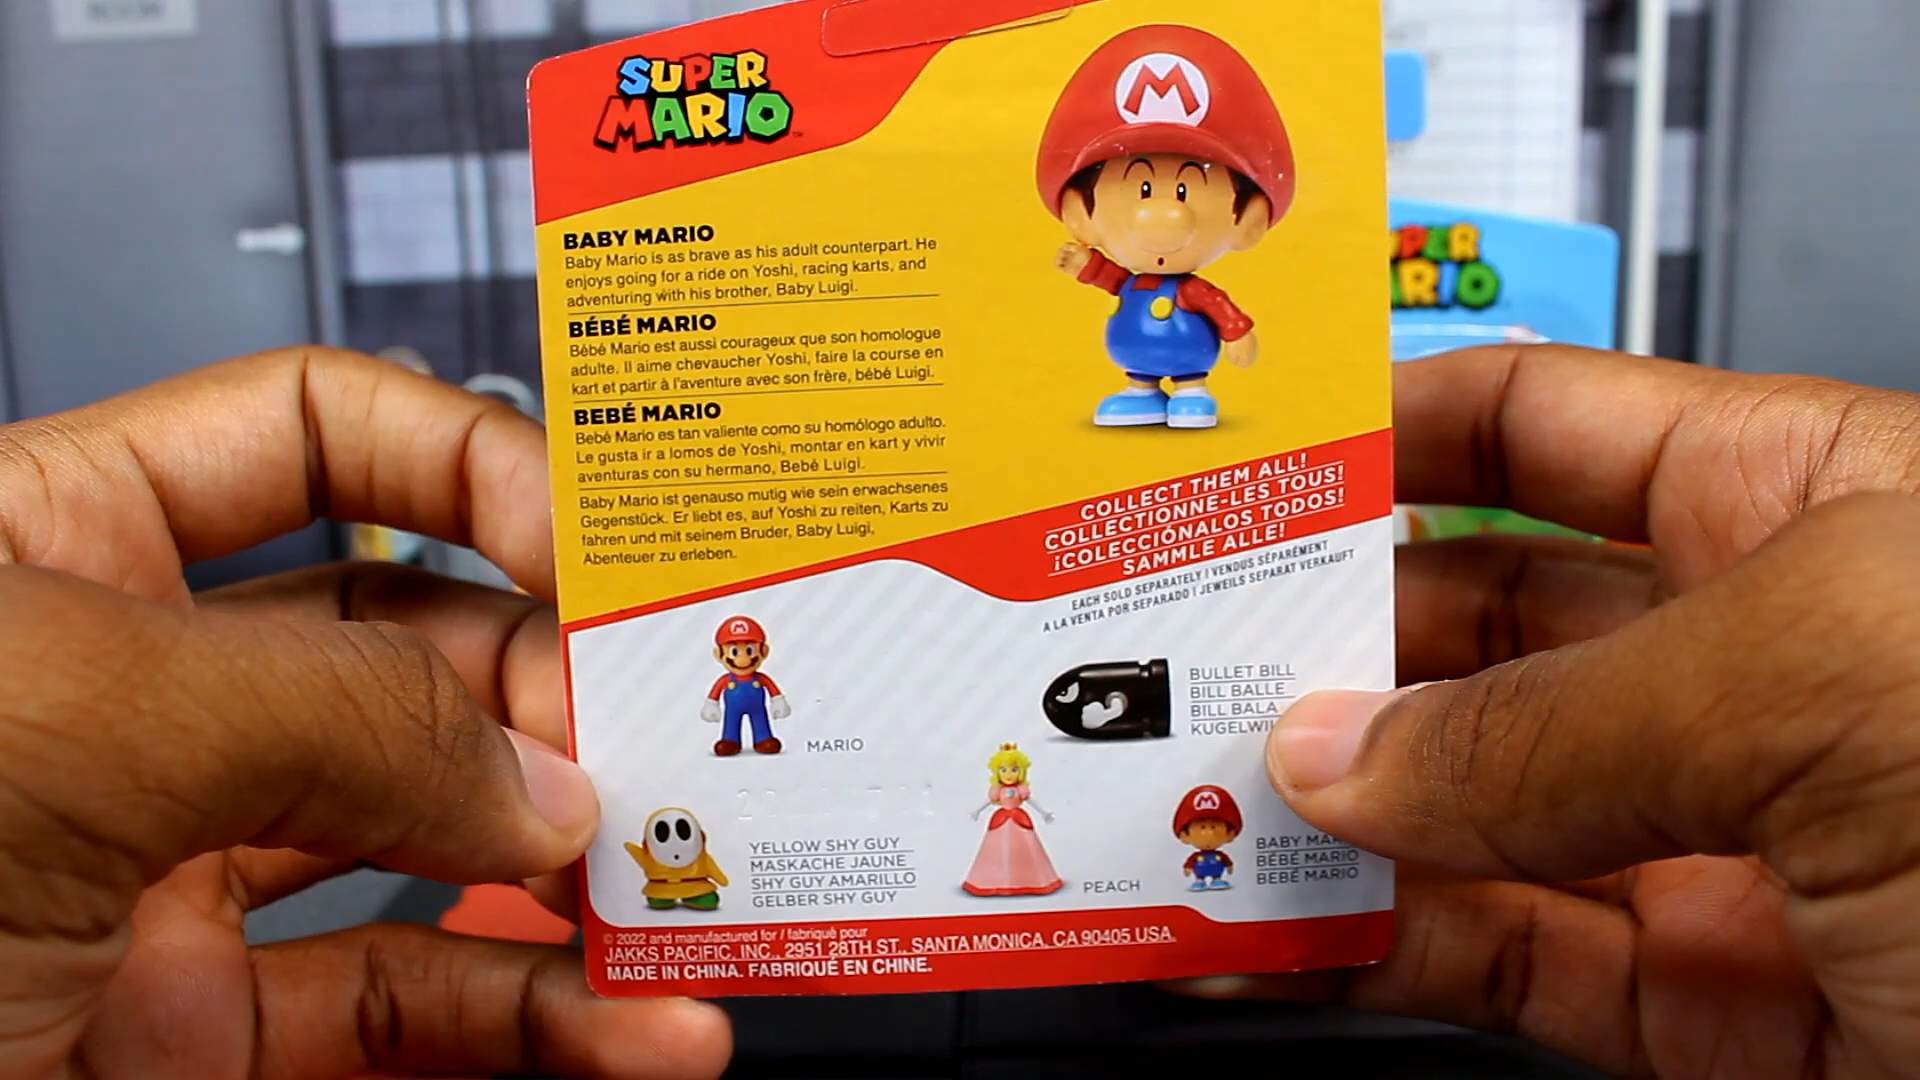 SUPER
MARIO
BABY MARIO
Baby Mario is as brave as his adult counterpart. He
enjoys going for a ride on Yoshi, racing karts, and
adventuring with his brother, Baby Luigi.
BÉBÉ MARIO
Bébé Mario est aussi courageux que son homologue
adulte. Il aime chevaucher Yoshi, faire la course en
kart et partir à l'aventure avec son frère, bébé Luigi.
BEBÉ MARIO
Bebé Mario es tan valiente como su homólogo adulto.
Le gusta ir a lomos de Yoshi, montar en kart y vivir
aventuras con su hermano, Bebé Luigi.
Baby Mario ist genauso mutig wie sein erwachsenes
Gegenstück. Er liebt es, auf Yoshi zu reiten, Karts zu
fahren und mit seinem Bruder, Baby Luigi,
Abenteuer zu erleben.
M
COLLECT THEM ALL!
COLLECTIONNE-LES TOUS!
¡COLECCIÓNALOS TODOS!
SAMMLE ALLE!
EACH SOLD SEPARATELY | VENDUS SÉPARÉMENT
A LA VENTA POR SEPARADO | JEWEILS SEPARAT VERKAUFT
MARIO
BULLET BILL
BILL BALLE
BILL BALA
YELLOW SHY GUY
MASKACHE JAUNE
SHY GUY AMARILLO
GELBER SHY GUY
PEACH
BABY
BÉBÉ MARIO
BEBÉ MARIO
© 2022 and manufactured for / fabriqué pour
JAKKS PACIFIC, INC., 2951 28TH ST., SANTA MONICA, CA 90405 USA.
MADE IN CHINA. FABRIQUÉ EN CHINE.